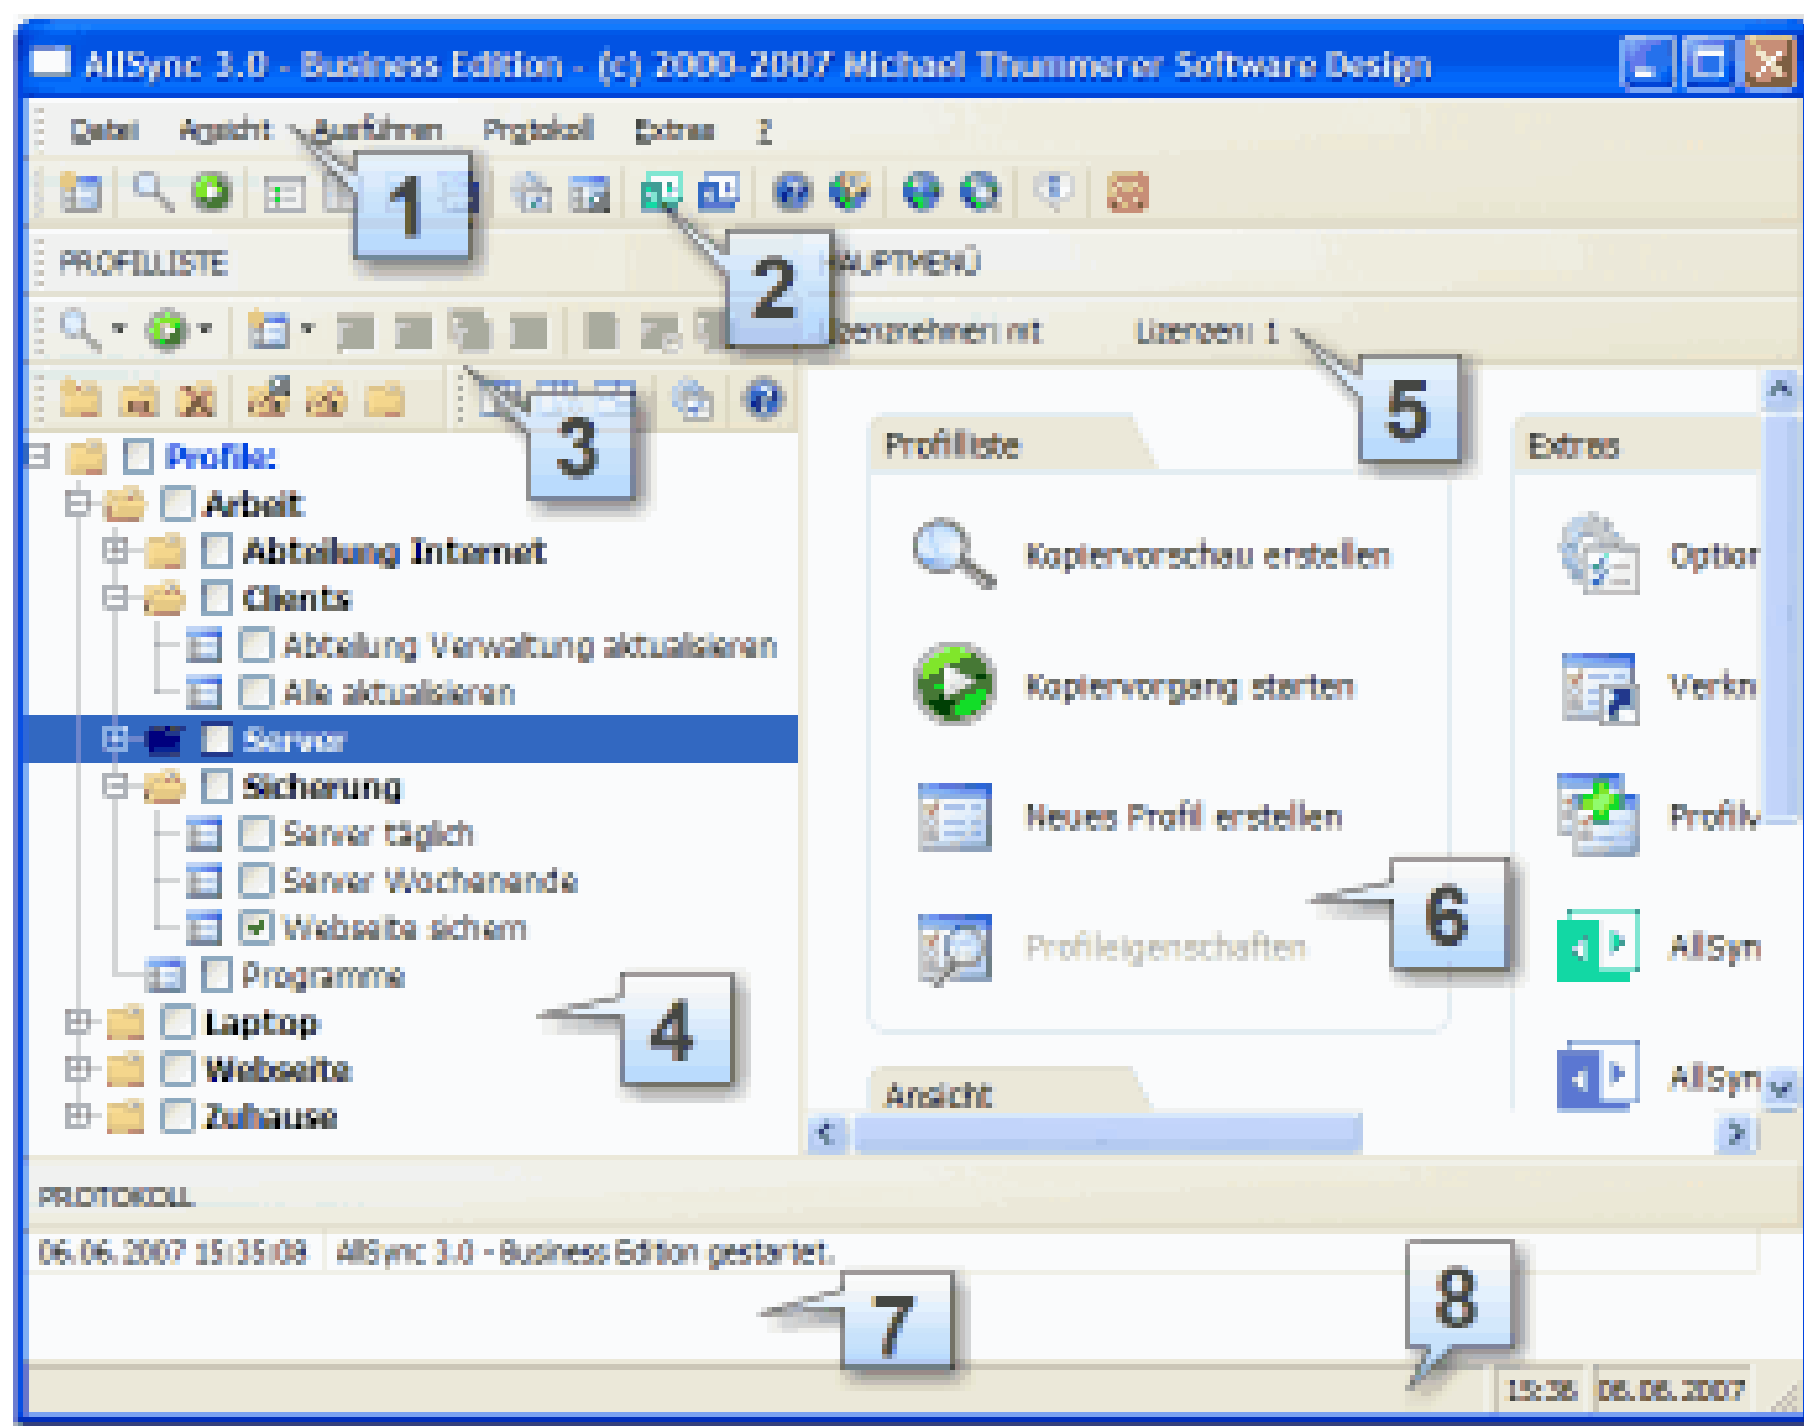 AllSync 3.0 - Business Edition - (c) 2000-2007 Michael Thummerer Software Design
Datei Ansicht Ausführen Protokoll Extras ?
1
PROFILLISTE
HAUPTMENÜ
2
Lizenzen: 1
3
5
Profile:
Arbeit
Abteilung Internet
Clients
Abteilung Verwaltung aktualisieren
Alle aktualisieren
Server
Sicherung
Server täglich
Server Wochenende
Webseite sichern
Programme
Laptop
Webseite
Zuhause
4
Profilliste
Kopiervorschau erstellen
Kopiervorgang starten
Neues Profil erstellen
Profileigenschaften
6
Ansicht
Extras
Option
Verkn
Profilv
AllSyn
AllSyn
PROTOKOLL
06.06.2007 15:35:08 AllSync 3.0 - Business Edition gestartet.
7
8
15:36 06.06.2007